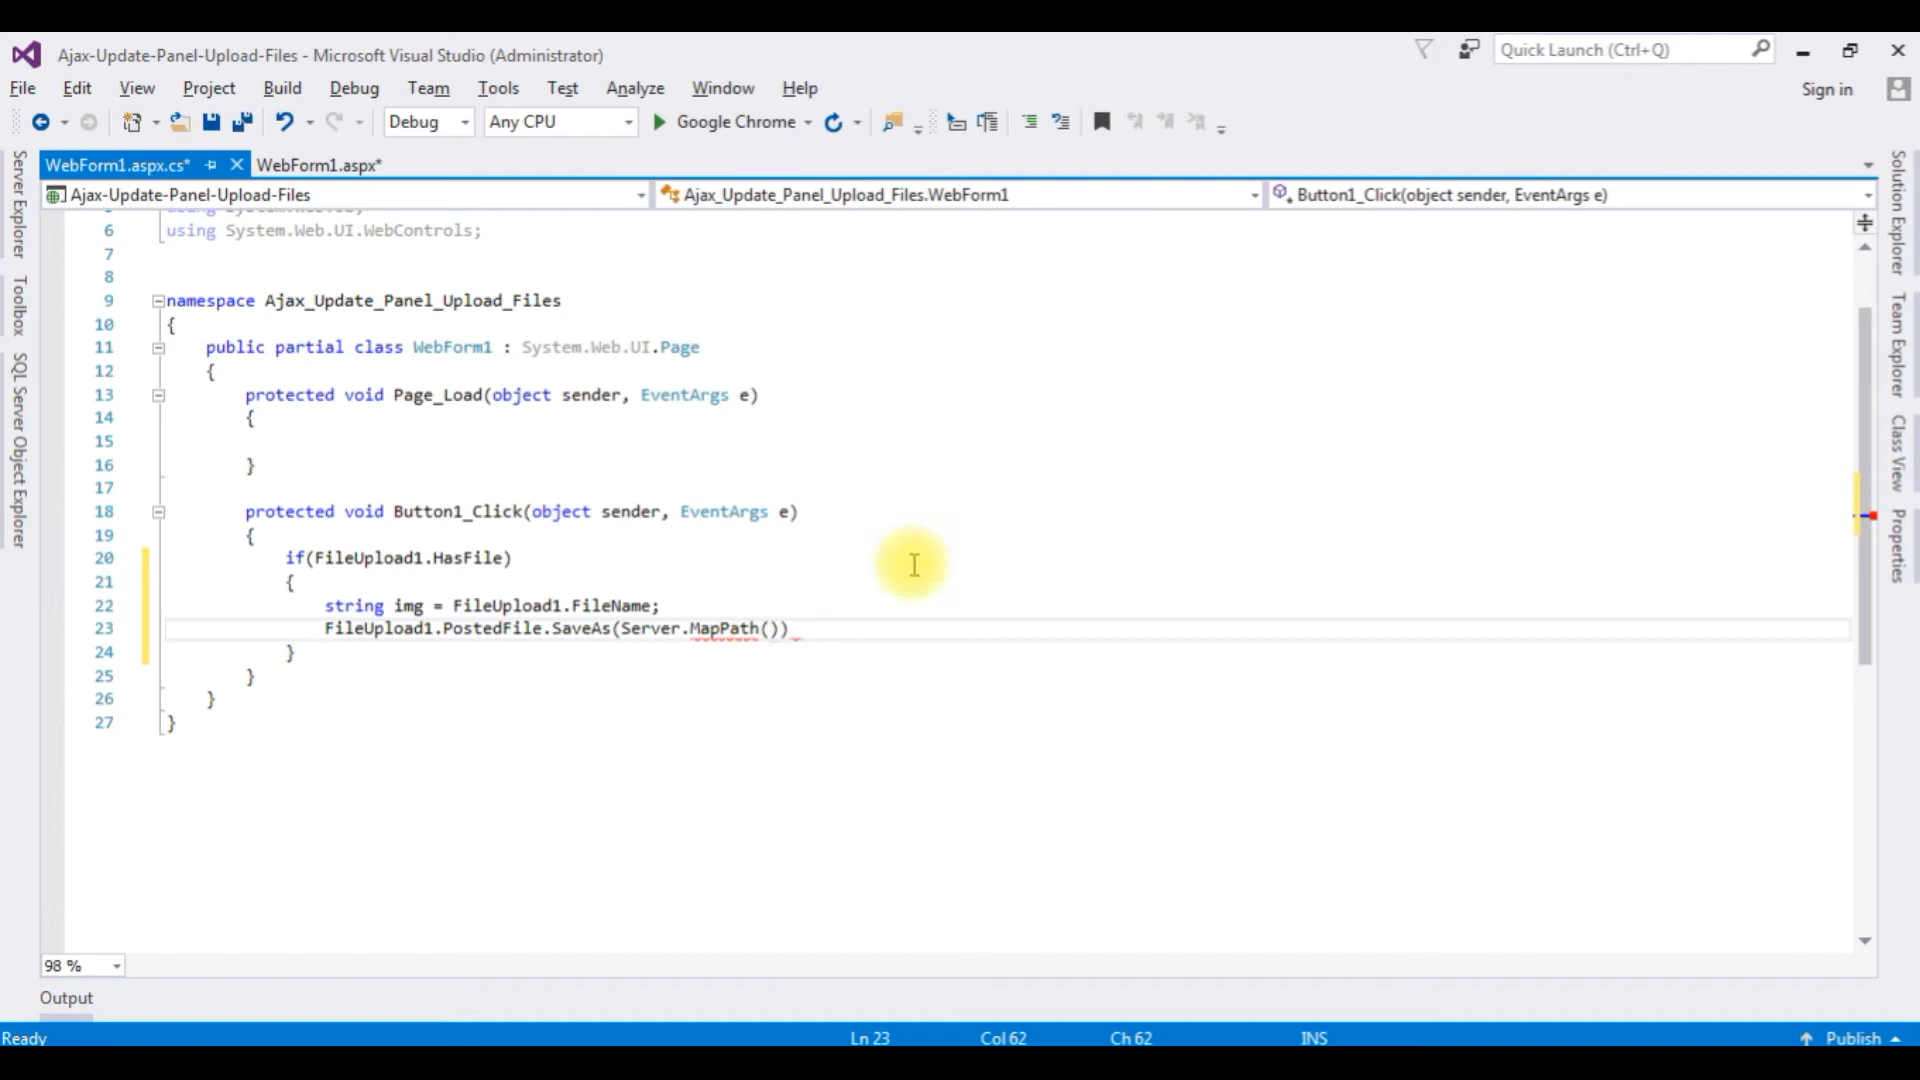 Ajax-Update-Panel-Upload-Files - Microsoft Visual Studio (Administrator)
Quick Launch (Ctrl+Q)
File Edit View Project Build Debug Team Tools Test Analyze Window Help
Sign in
Debug Any CPU Google Chrome
WebForm1.aspx.cs* WebForm1.aspx*
Ajax-Update-Panel-Upload-Files Ajax_Update_Panel_Upload_Files.WebForm1 Button1_Click(object sender, EventArgs e)
6 using System.Web.UI.WebControls;
7
8
9 namespace Ajax_Update_Panel_Upload_Files
10 {
11 public partial class WebForm1 : System.Web.UI.Page
12 {
13 protected void Page_Load(object sender, EventArgs e)
14 {
15
16 }
17
18 protected void Button1_Click(object sender, EventArgs e)
19 {
20 if(FileUpload1.HasFile)
21 {
22 string img = FileUpload1.FileName;
23 FileUpload1.PostedFile.SaveAs(Server.MapPath())
24 }
25 }
26 }
27 }
Server Explorer
Toolbox
SQL Server Object Explorer
Solution Explorer
Team Explorer
Class View
Properties
98 %
Output
Ready Ln 23 Col 62 Ch 62 INS Publish